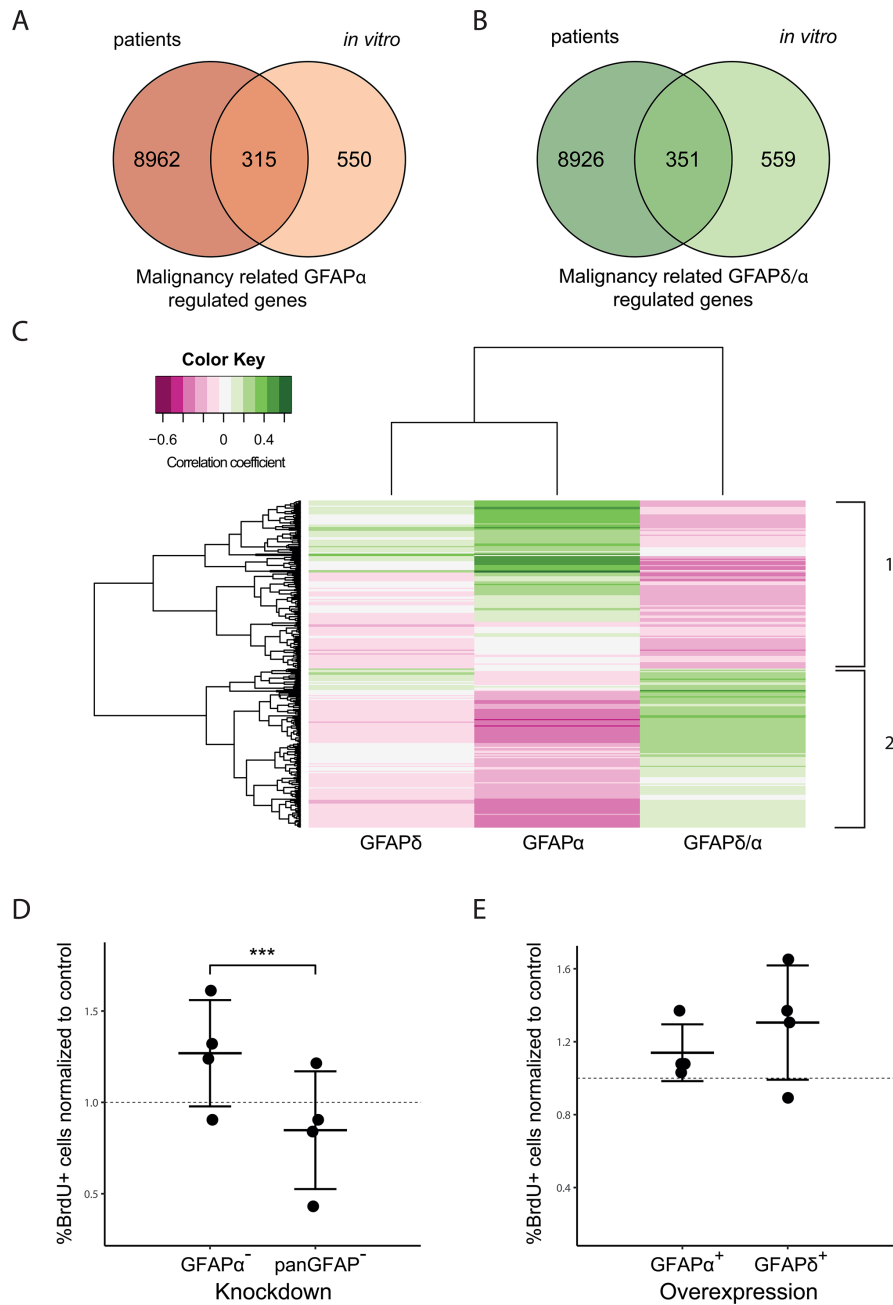 A
B
patients
in vitro
patients
in vitro
8962
315
550
8926
351
559
Malignancy related GFAPα
regulated genes
Malignancy related GFAPδ/α
regulated genes
C
Color Key
−0.6
0
0.4
Correlation coefficient
1
2
GFAPδ
GFAPα
GFAPδ/α
D
%BrdU+ cells normalized to control
1.5
1.0
0.5
***
GFAPα⁻
panGFAP⁻
Knockdown
E
%BrdU+ cells normalized to control
1.6
1.2
0.8
0.4
GFAPα⁺
GFAPδ⁺
Overexpression